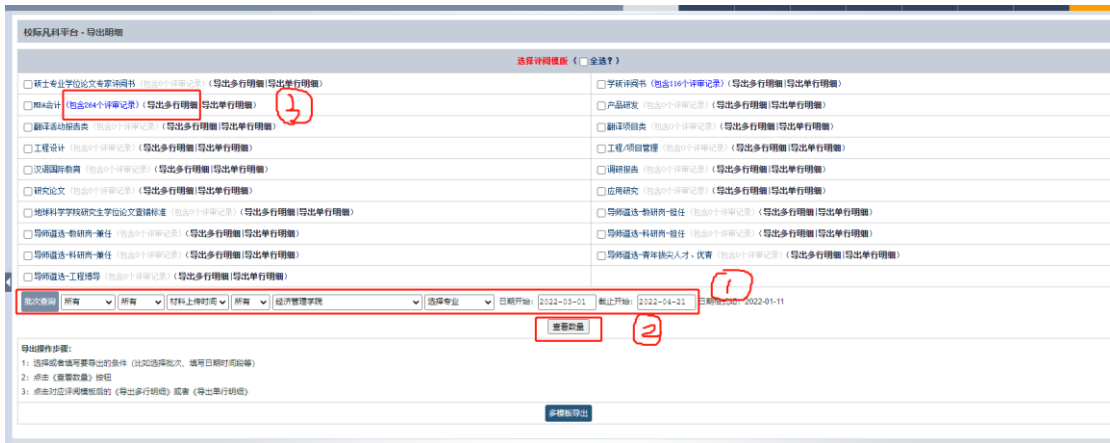 校际凡科平台 - 导出明细
选择评阅模版（ 全选？）
硕士专业学位论文专家评阅书（包含0个评审记录）（导出多行明细|导出单行明细）
学硕评阅书（包含116个评审记录）（导出多行明细|导出单行明细）
MBA会计（包含264个评审记录）（导出多行明细|导出单行明细）
产品研发（包含0个评审记录）（导出多行明细|导出单行明细）
3
翻译活动报告类（包含0个评审记录）（导出多行明细|导出单行明细）
翻译项目类（包含0个评审记录）（导出多行明细|导出单行明细）
工程设计（包含0个评审记录）（导出多行明细|导出单行明细）
工程/项目管理（包含0个评审记录）（导出多行明细|导出单行明细）
汉语国际教育（包含0个评审记录）（导出多行明细|导出单行明细）
调研报告（包含0个评审记录）（导出多行明细|导出单行明细）
研究论文（包含0个评审记录）（导出多行明细|导出单行明细）
应用研究（包含0个评审记录）（导出多行明细|导出单行明细）
地球科学学院研究生学位论文查错标准（包含0个评审记录）（导出多行明细|导出单行明细）
导师遴选-教研岗-担任（包含0个评审记录）（导出多行明细|导出单行明细）
导师遴选-教研岗-兼任（包含0个评审记录）（导出多行明细|导出单行明细）
导师遴选-科研岗-担任（包含0个评审记录）（导出多行明细|导出单行明细）
导师遴选-科研岗-兼任（包含0个评审记录）（导出多行明细|导出单行明细）
导师遴选-青年拔尖人才、优青（包含0个评审记录）（导出多行明细|导出单行明细）
导师遴选-工程博导（包含0个评审记录）（导出多行明细|导出单行明细）
1
批次查询 所有 所有 材料上传时间 所有 经济管理学院 选择专业 日期开始: 2022-03-01 截止开始: 2022-04-21 日期 2022-01-11
查看数量
2
导出操作步骤:
1: 选择或者填写要导出的条件（比如选择批次、填写日期时间段等）
2: 点击《查看数量》按钮
3: 点击对应评阅模板后的《导出多行明细》或者《导出单行明细》
多模板导出